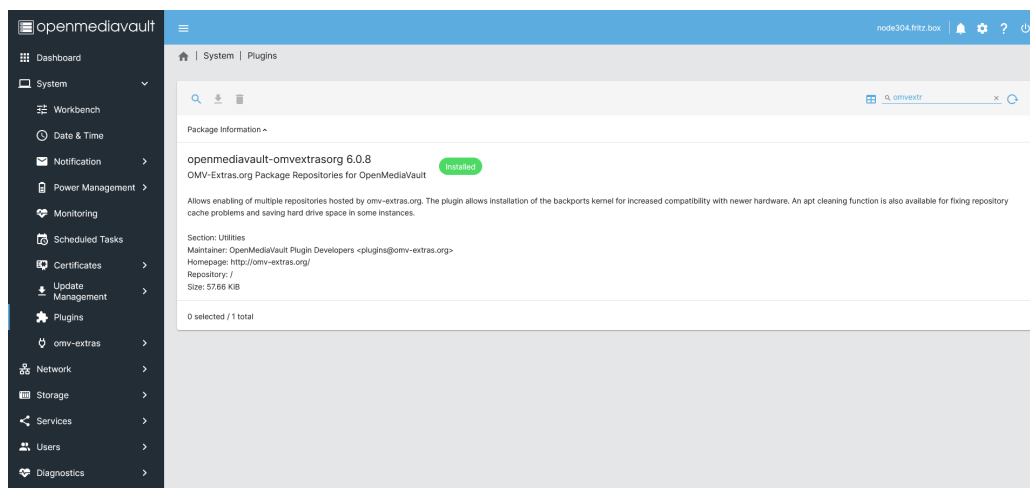 openmediavault
node304.fritz.box
Dashboard
System | Plugins
System
omvextr
Workbench
Package Information
Date & Time
openmediavault-omvextrasorg 6.0.8
Installed
Notification
OMV-Extras.org Package Repositories for OpenMediaVault
Power Management
Allows enabling of multiple repositories hosted by omv-extras.org. The plugin allows installation of the backports kernel for increased compatibility with newer hardware. An apt cleaning function is also available for fixing repository
cache problems and saving hard drive space in some instances.
Monitoring
Scheduled Tasks
Section: Utilities
Maintainer: OpenMediaVault Plugin Developers <plugins@omv-extras.org>
Certificates
Homepage: http://omv-extras.org/
Repository: /
Update
Management
Size: 57.66 KiB
Plugins
0 selected / 1 total
omv-extras
Network
Storage
Services
Users
Diagnostics